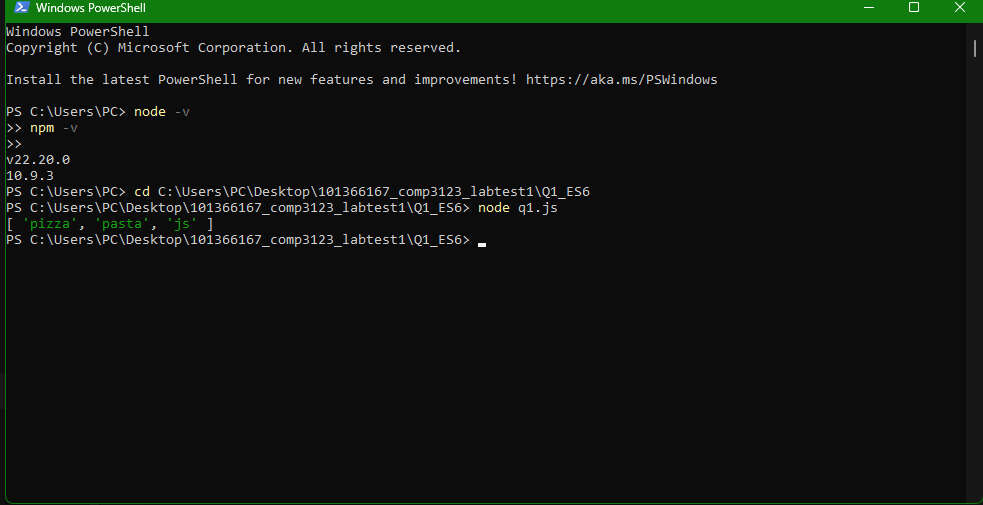 Windows PowerShell
Windows PowerShell
Copyright (C) Microsoft Corporation. All rights reserved.
Install the latest PowerShell for new features and improvements! https://aka.ms/PSWindows
PS C:\Users\PC> node -v
>> npm -v
>>
v22.20.0
10.9.3
PS C:\Users\PC> cd C:\Users\PC\Desktop\101366167_comp3123_labtest1\Q1_ES6
PS C:\Users\PC\Desktop\101366167_comp3123_labtest1\Q1_ES6> node q1.js
[ 'pizza', 'pasta', 'js' ]
PS C:\Users\PC\Desktop\101366167_comp3123_labtest1\Q1_ES6>